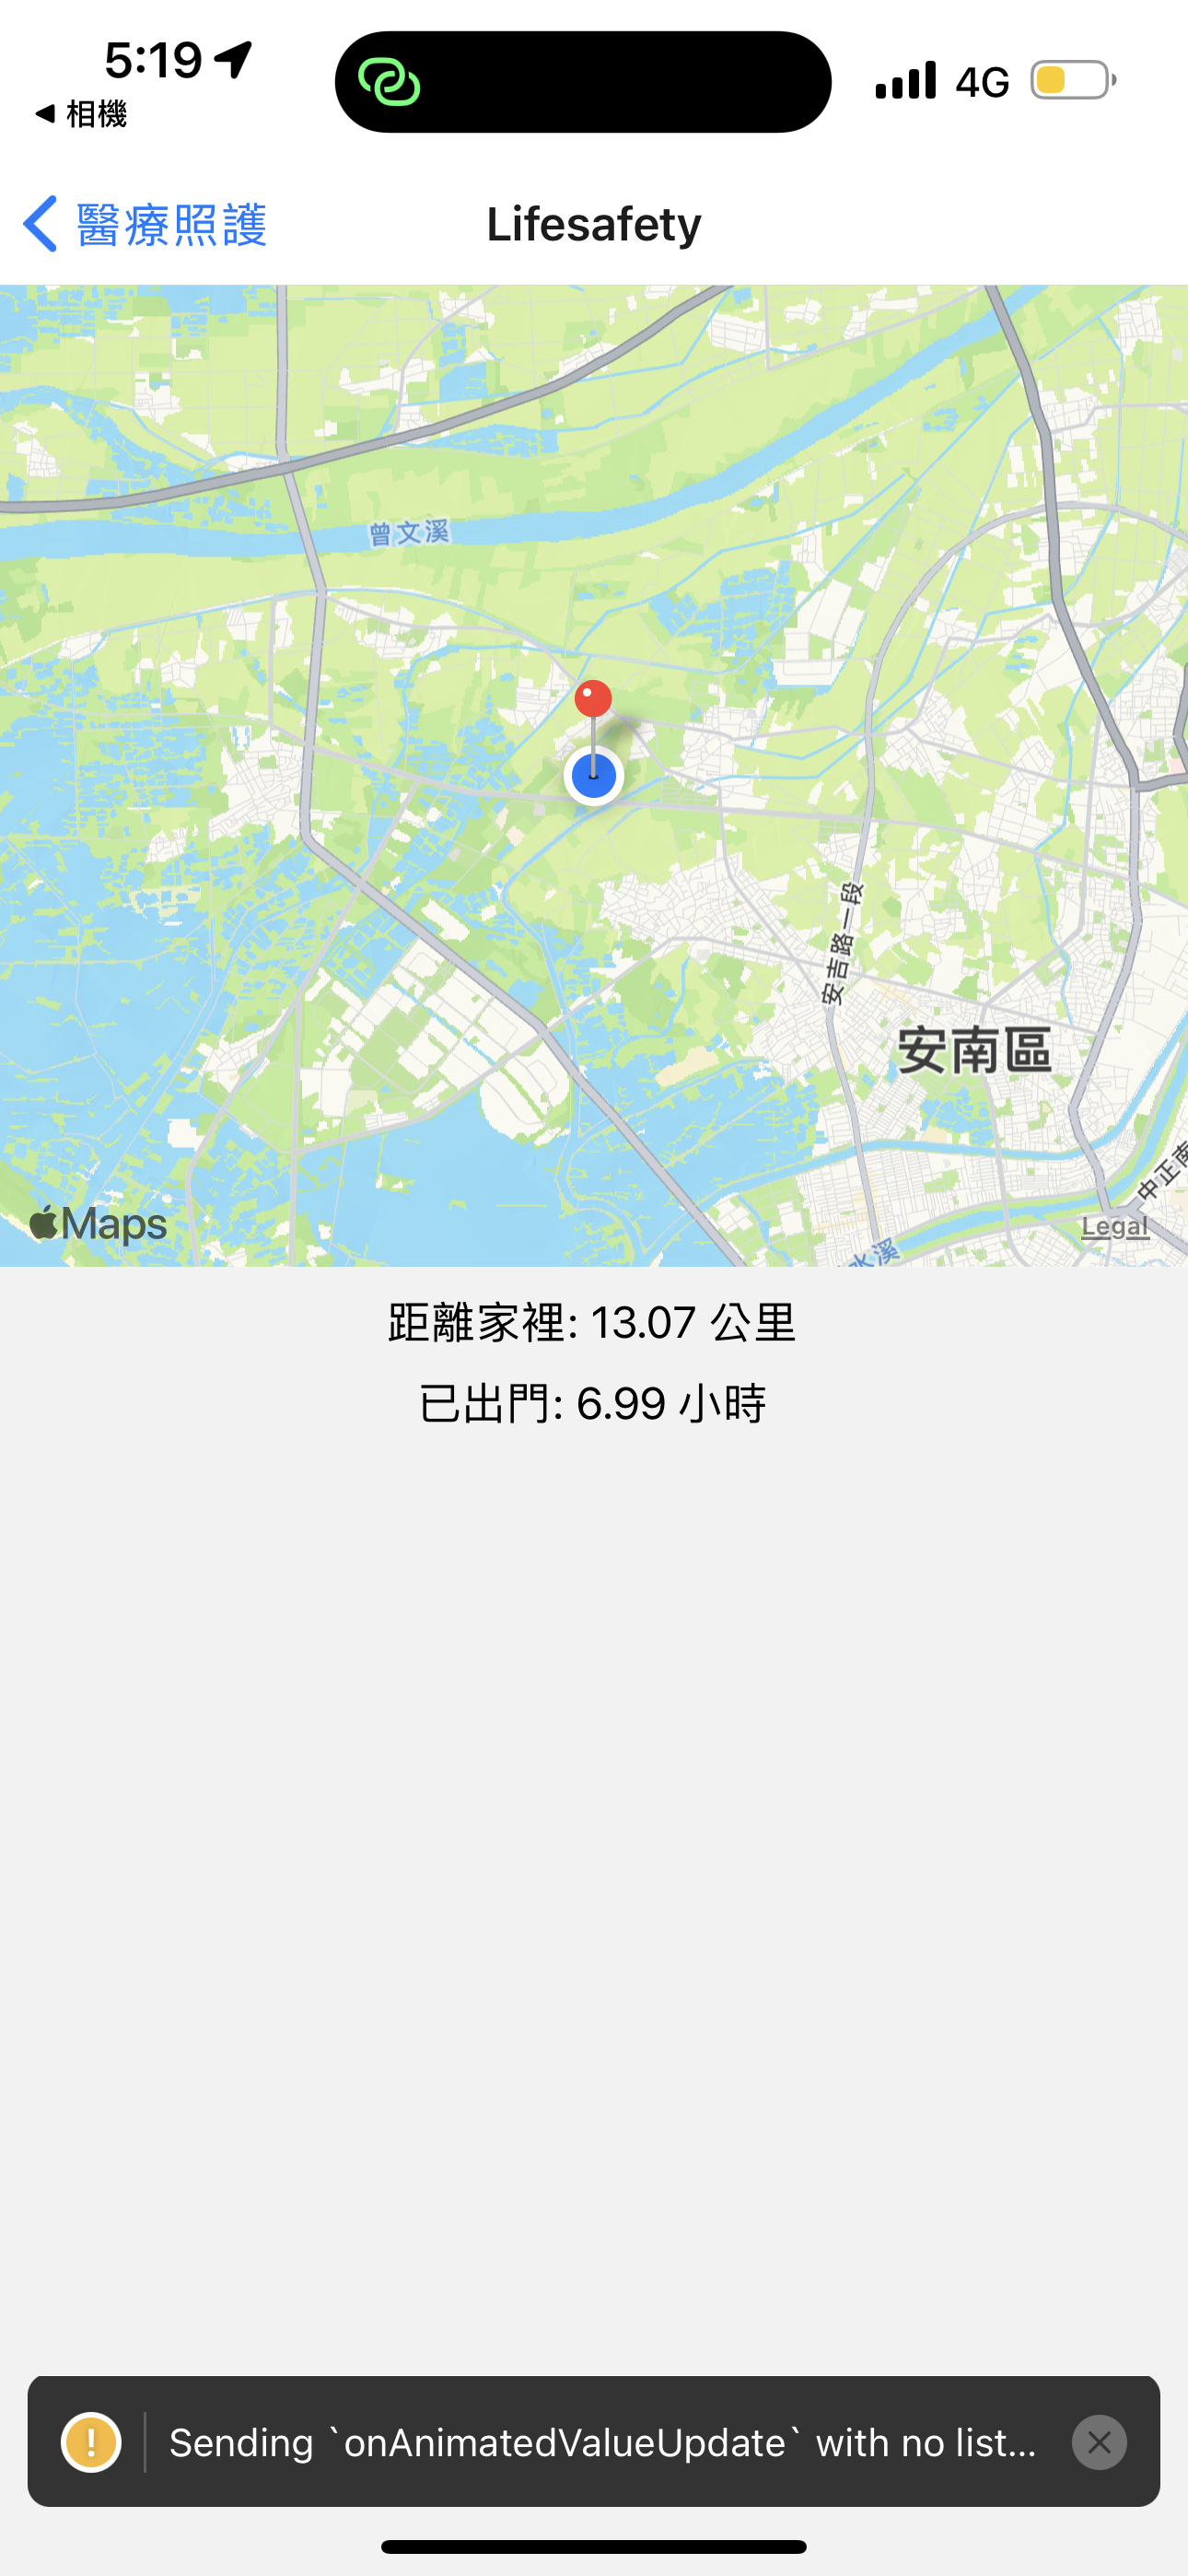 5:19
4G
相機
醫療照護
Lifesafety
曾文溪
安吉路一段
安南區
中正南
Maps
Legal
水溪
距離家裡: 13.07 公里
已出門: 6.99 小時
! Sending `onAnimatedValueUpdate` with no list...